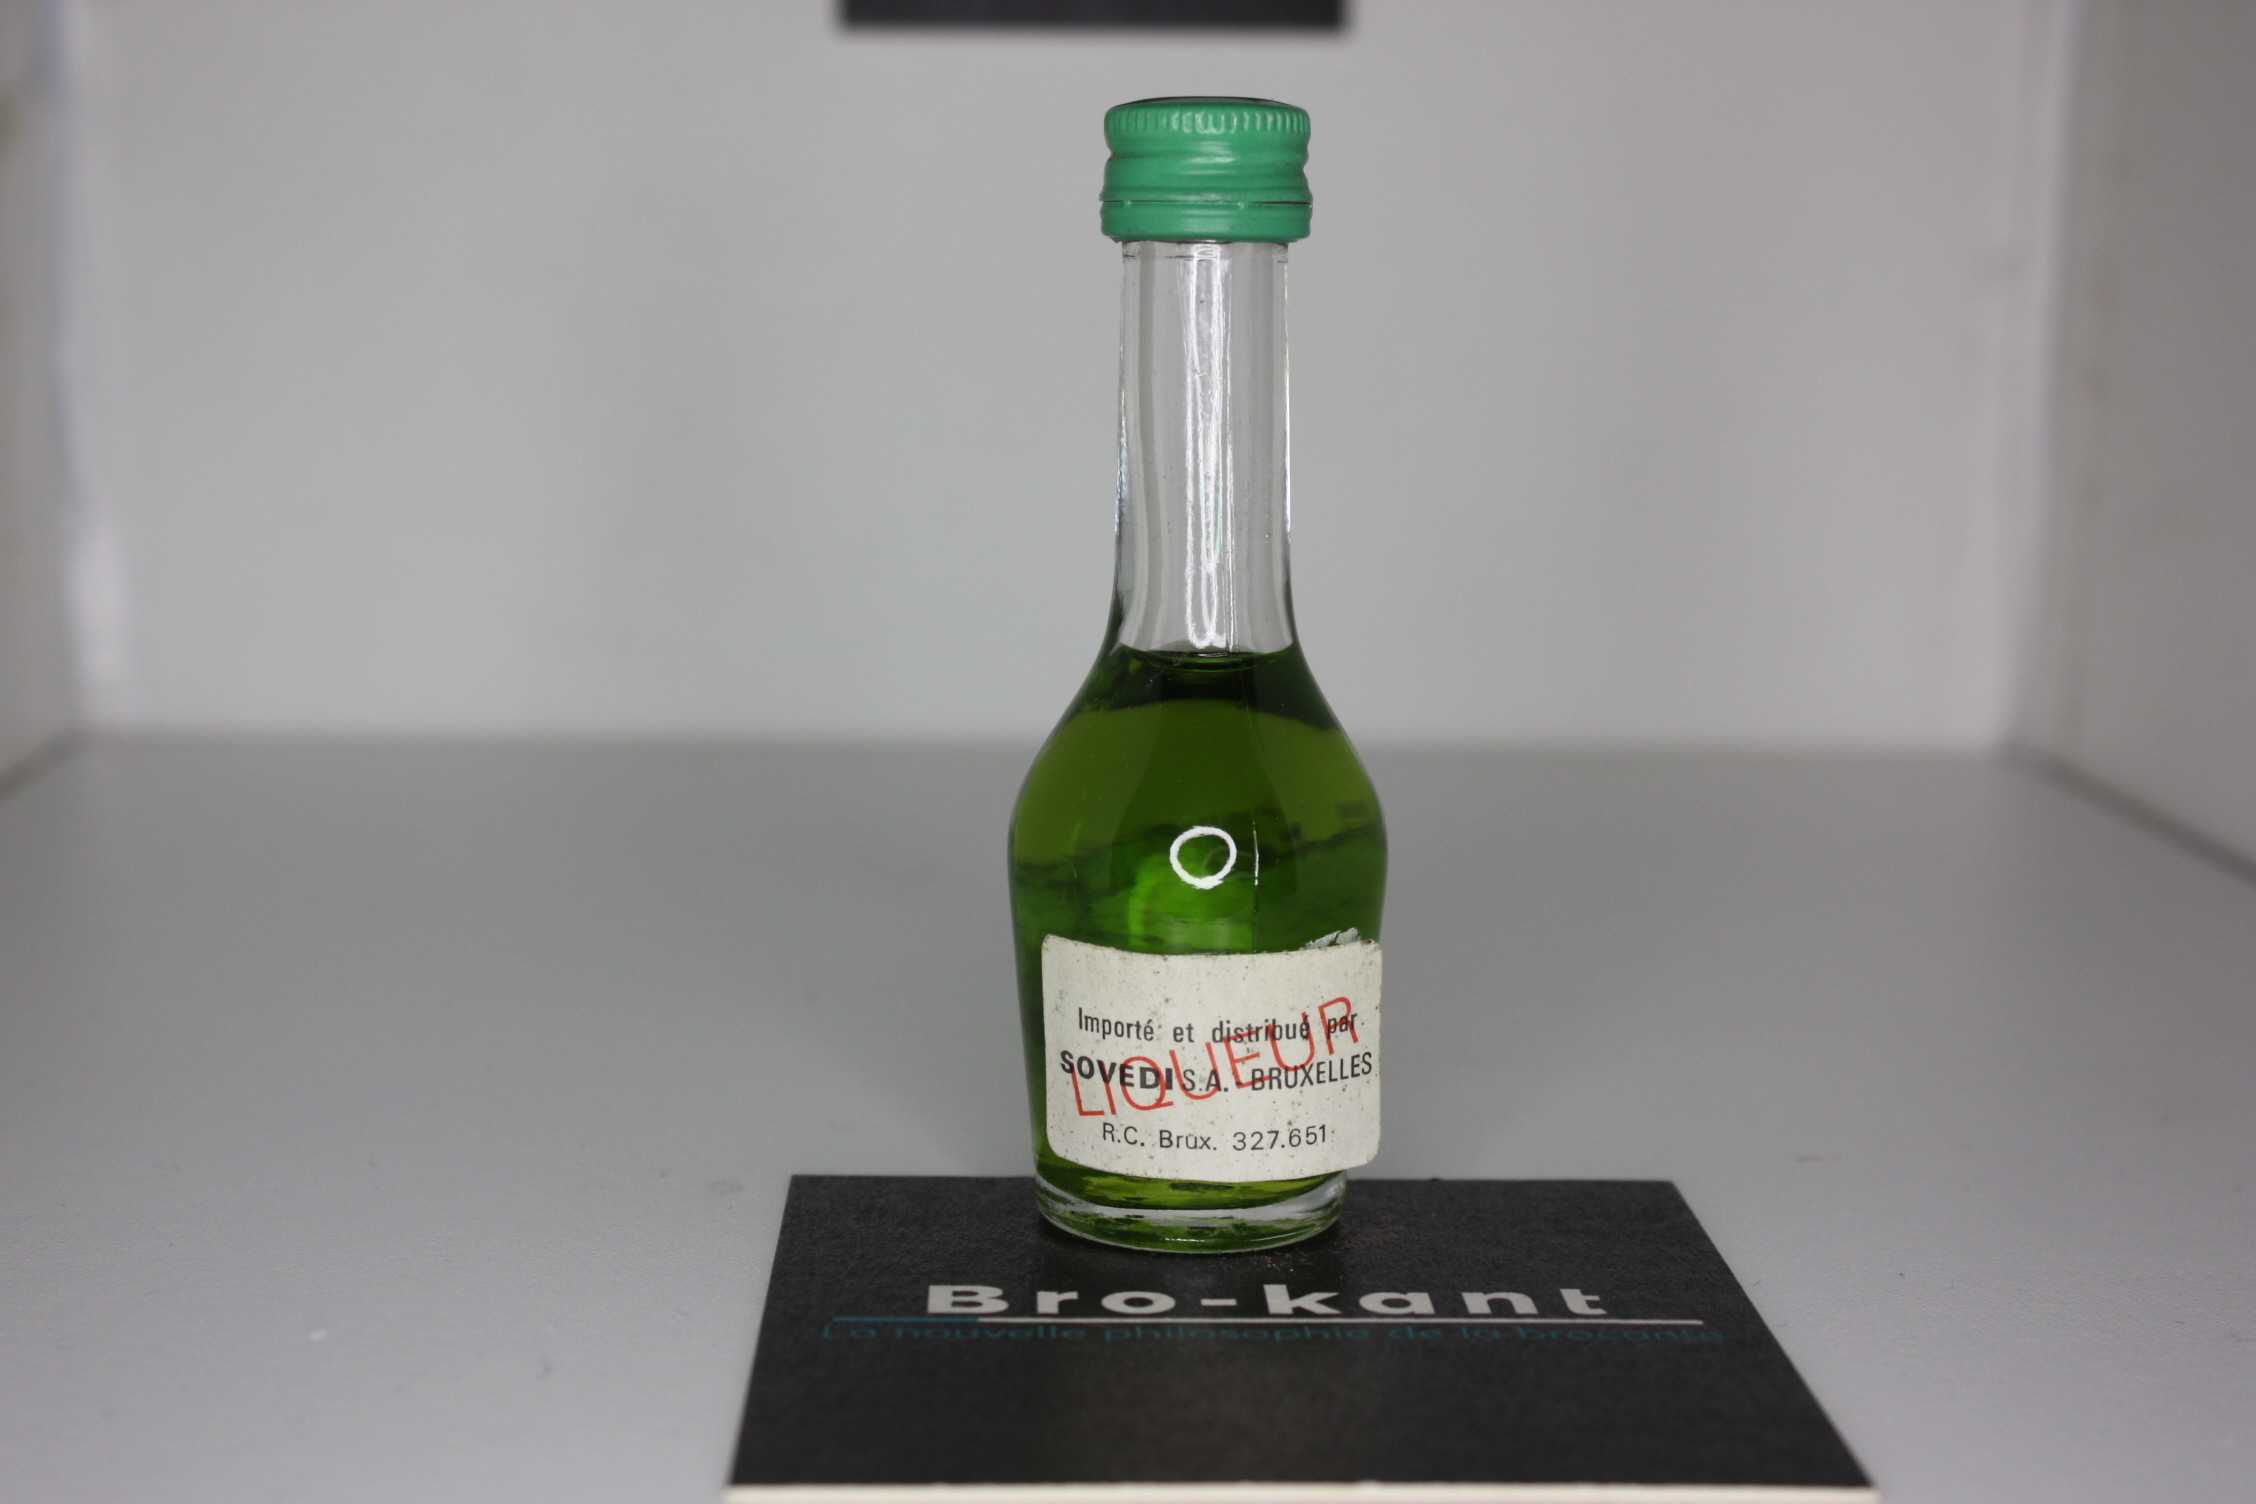 Importé et distribué par
SOVEDI S.A. - BRUXELLES
LIQUEUR
R.C. Brux. 327.651
Bro-kant
La nouvelle philosophie de la brocante